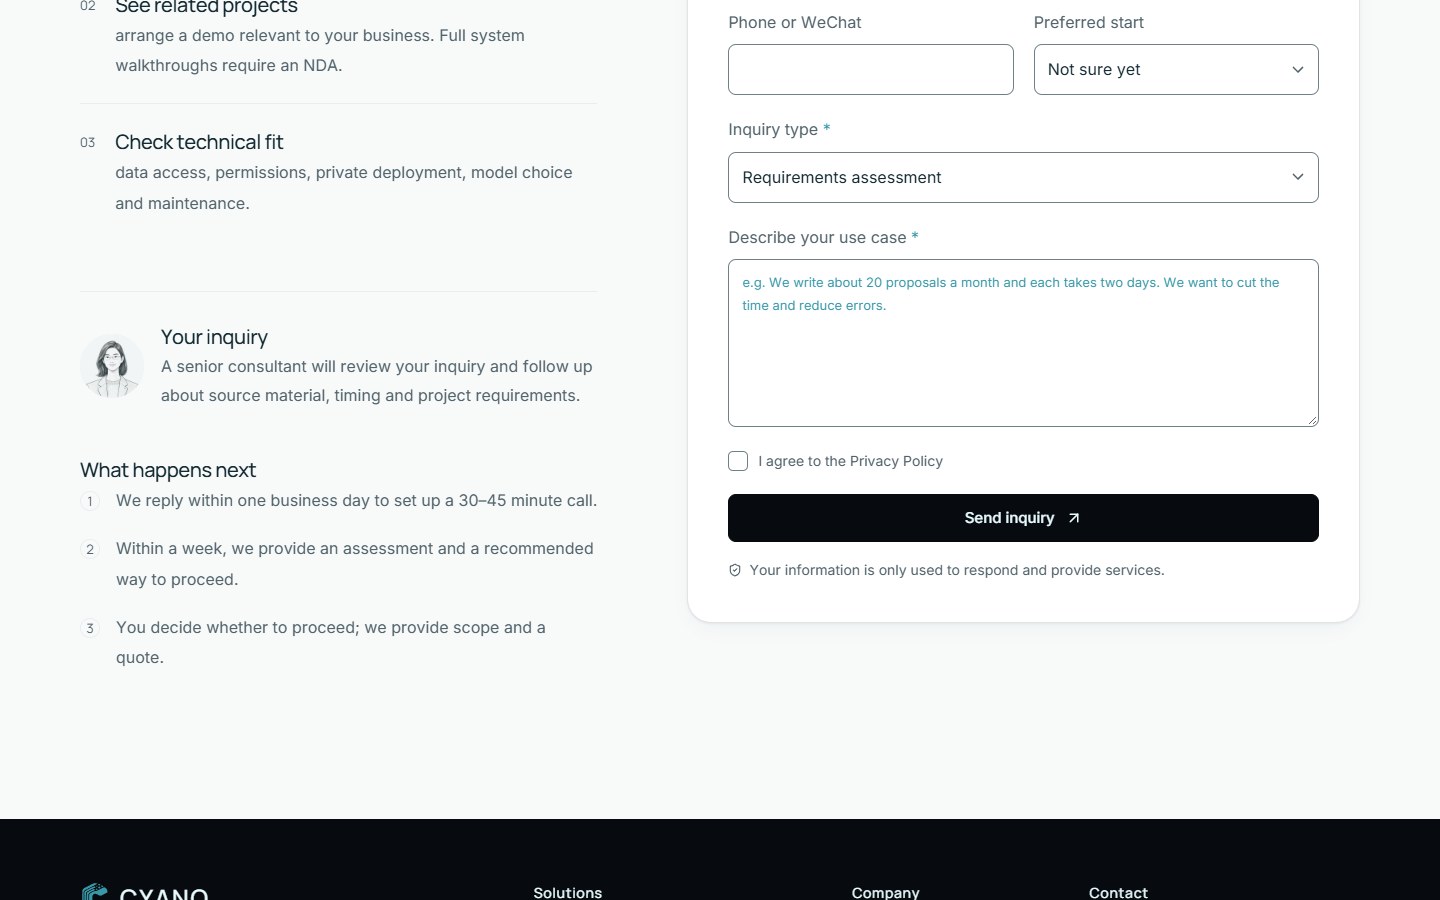 02 See related projects
arrange a demo relevant to your business. Full system
walkthroughs require an NDA.
03 Check technical fit
data access, permissions, private deployment, model choice
and maintenance.
Your inquiry
A senior consultant will review your inquiry and follow up
about source material, timing and project requirements.
What happens next
1 We reply within one business day to set up a 30–45 minute call.
2 Within a week, we provide an assessment and a recommended
way to proceed.
3 You decide whether to proceed; we provide scope and a
quote.
Phone or WeChat
Preferred start
Not sure yet
Inquiry type *
Requirements assessment
Describe your use case *
e.g. We write about 20 proposals a month and each takes two days. We want to cut the
time and reduce errors.
I agree to the Privacy Policy
Send inquiry
Your information is only used to respond and provide services.
CYANO
Solutions
Company
Contact